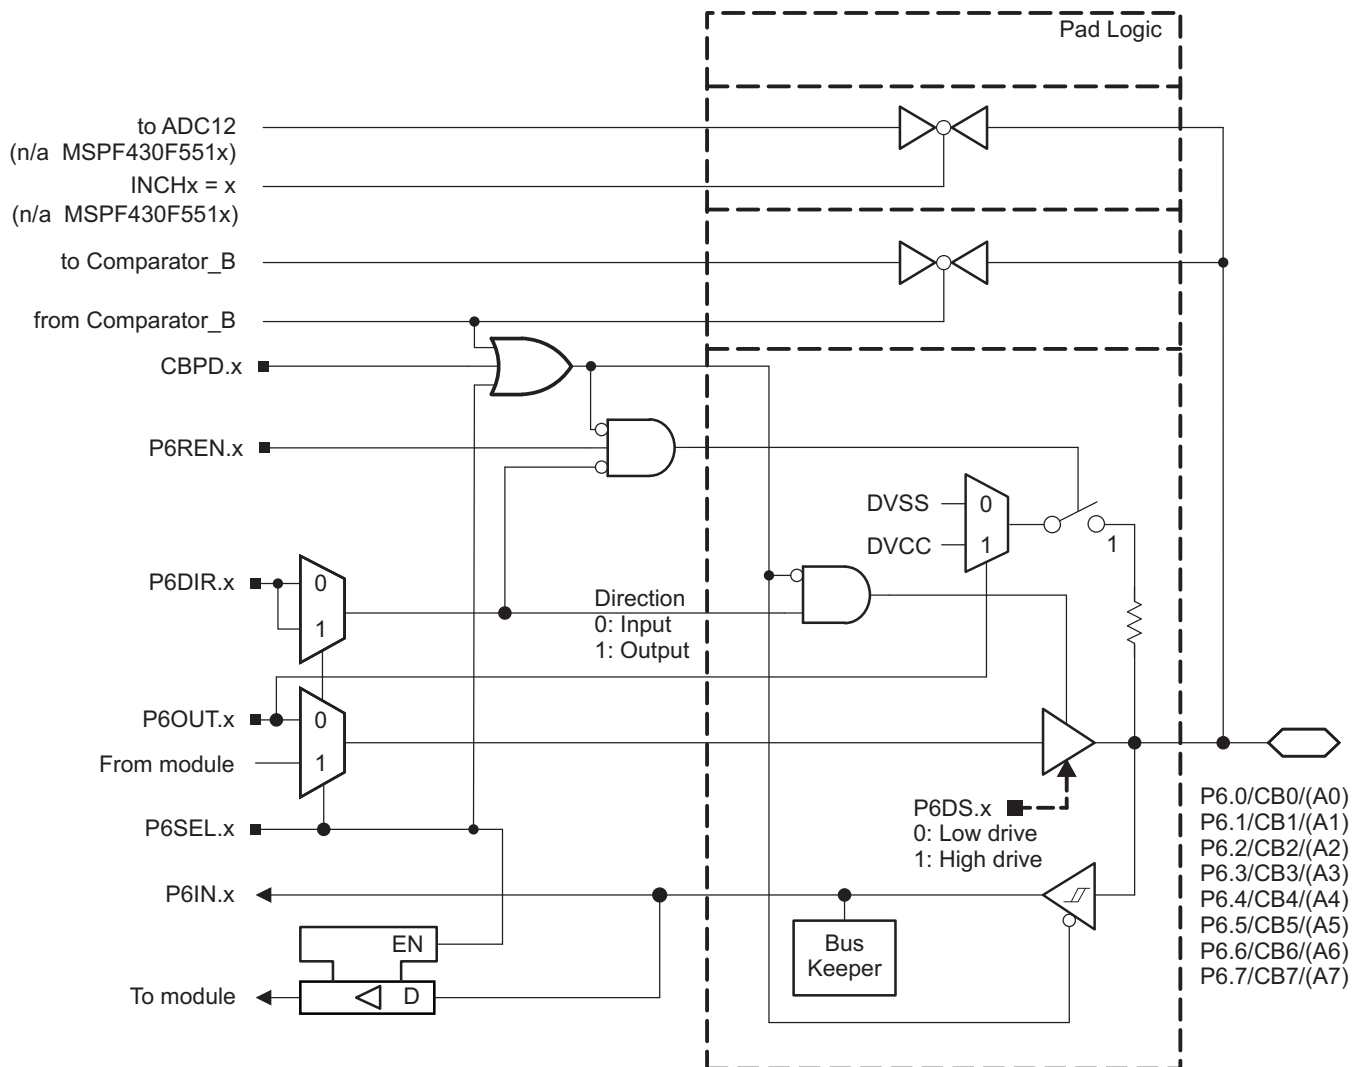 Pad Logic
to ADC12
(n/a MSPF430F551x)
INCHx = x
(n/a MSPF430F551x)
to Comparator_B
from Comparator_B
CBPD.x
P6REN.x
DVSS
0
DVCC
1
1
P6DIR.x
0
1
Direction
0: Input
1: Output
P6OUT.x
0
From module
1
P6SEL.x
P6DS.x
0: Low drive
1: High drive
P6.0/CB0/(A0)
P6.1/CB1/(A1)
P6.2/CB2/(A2)
P6.3/CB3/(A3)
P6.4/CB4/(A4)
P6.5/CB5/(A5)
P6.6/CB6/(A6)
P6.7/CB7/(A7)
P6IN.x
Bus
Keeper
EN
To module
D